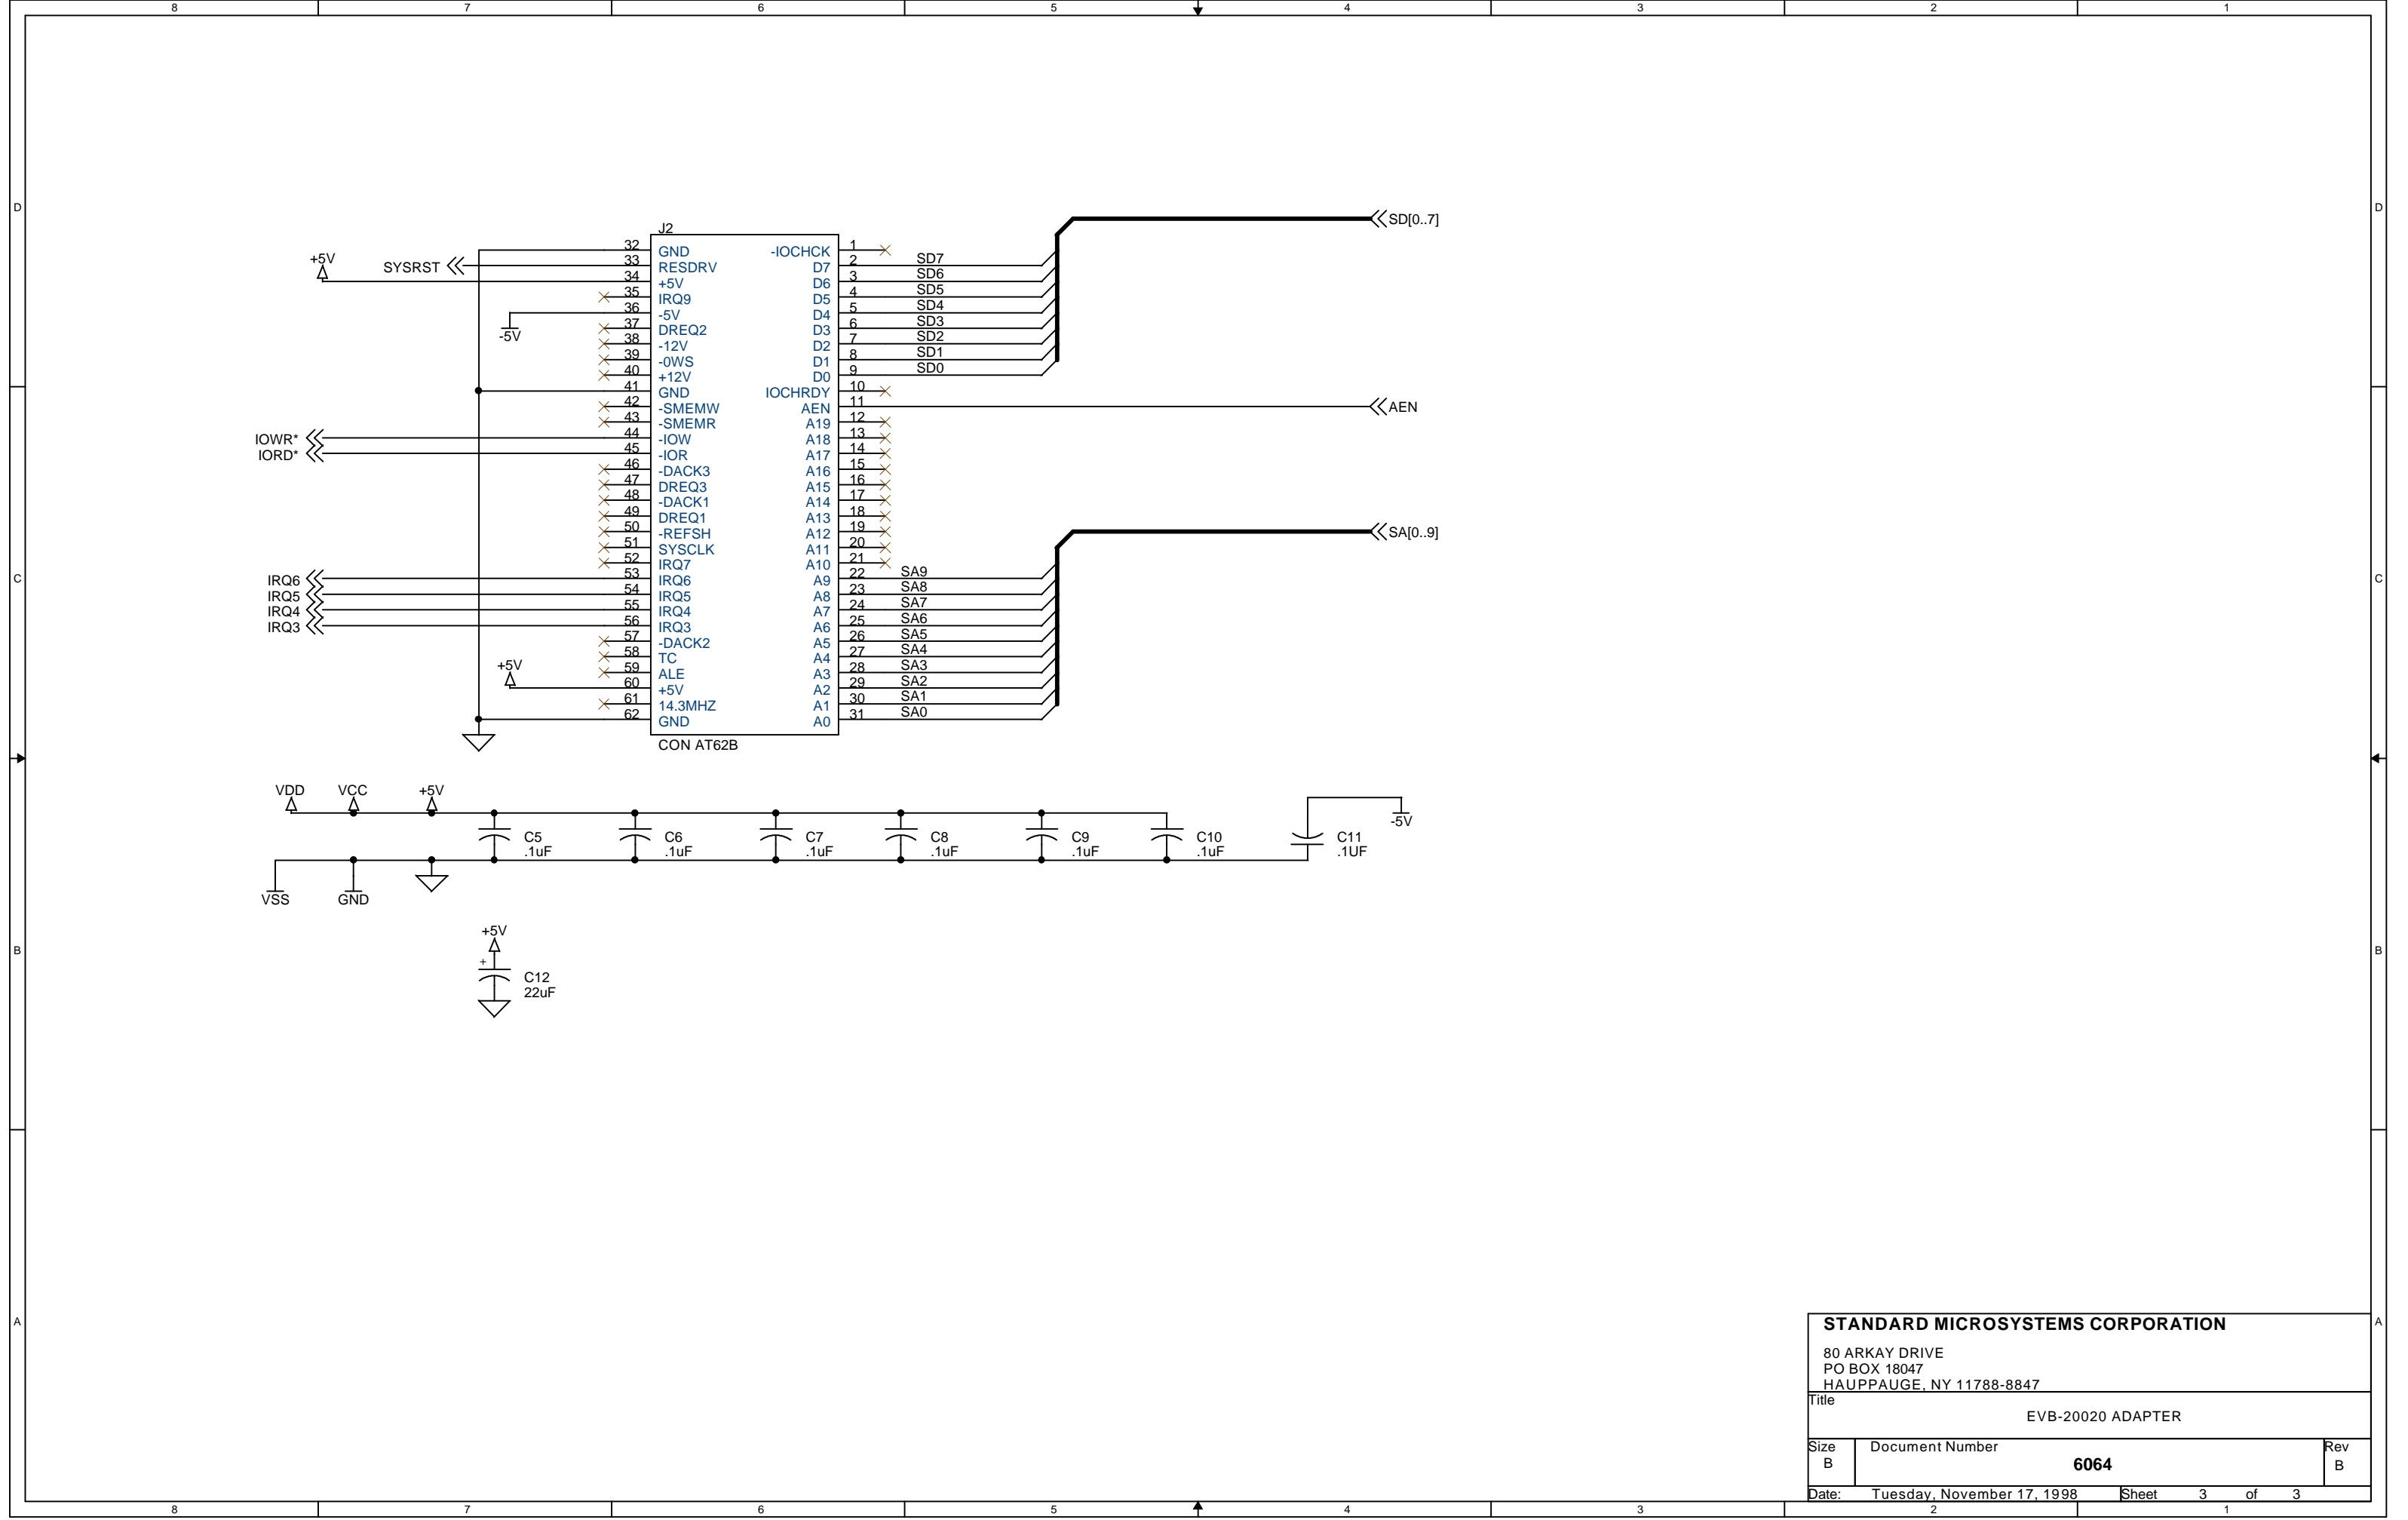 8 7 6 5 4 3 2 1
D D
J2
SD[0..7]
32 GND -IOCHCK 1
+5V SYSRST 33 RESDRV D7 2 SD7
34 +5V D6 3 SD6
35 IRQ9 D5 4 SD5
36 -5V D4 5 SD4
-5V 37 DREQ2 D3 6 SD3
38 -12V D2 7 SD2
39 -0WS D1 8 SD1
40 +12V D0 9 SD0
41 GND IOCHRDY 10
42 -SMEMW AEN 11 AEN
43 -SMEMR A19 12
IOWR* 44 -IOW A18 13
IORD* 45 -IOR A17 14
46 -DACK3 A16 15
47 DREQ3 A15 16
48 -DACK1 A14 17
49 DREQ1 A13 18
50 -REFSH A12 19 SA[0..9]
51 SYSCLK A11 20
52 IRQ7 A10 21
C IRQ6 53 IRQ6 A9 22 SA9 C
IRQ5 54 IRQ5 A8 23 SA8
IRQ4 55 IRQ4 A7 24 SA7
IRQ3 56 IRQ3 A6 25 SA6
57 -DACK2 A5 26 SA5
58 TC A4 27 SA4
+5V 59 ALE A3 28 SA3
60 +5V A2 29 SA2
61 14.3MHZ A1 30 SA1
62 GND A0 31 SA0
CON AT62B
VDD VCC +5V
-5V
C5 C6 C7 C8 C9 C10 C11
.1uF .1uF .1uF .1uF .1uF .1uF .1UF
VSS GND
+5V
B B
+
C12
22uF
A A
STANDARD MICROSYSTEMS CORPORATION
80 ARKAY DRIVE
PO BOX 18047
HAUPPAUGE, NY 11788-8847
Title
EVB-20020 ADAPTER
Size Document Number Rev
B 6064 B
Date: Tuesday, November 17, 1998 Sheet 3 of 3
8 7 6 5 4 3 2 1